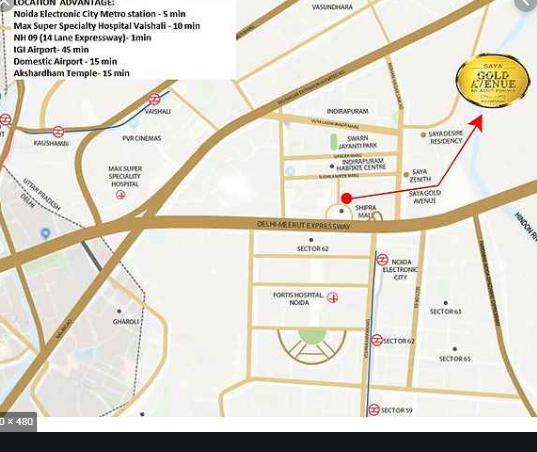 LOCATION ADVANTAGE:
Noida Electronic City Metro station - 5 min
Max Super Specialty Hospital Vaishali - 10 min
NH 09 (14 Lane Expressway)- 1min
IGI Airport- 45 min
Domestic Airport - 15 min
Akshardham Temple- 15 min
VASUNDHARA
SAYA
GOLD
AVENUE
VAISHALI
INDIRAPURAM
KAUSHAMBI
PVR CINEMAS
SWARN
JAYANTI PARK
SAYA DESIRE
RESIDENCY
INDIRAPURAM
HABITATE CENTRE
MAX SUPER
SPECIALITY
HOSPITAL
SAYA
ZENITH
UTTAR PRADESH
DELHI
SAYA GOLD
AVENUE
SHIPRA
MALL
DELHI-MEERUT EXPRESSWAY
HINDON RI
SECTOR 62
NOIDA
ELECTRONIC
CITY
FORTIS HOSPITAL,
NOIDA
SECTOR 63
GHAROLI
SECTOR 62
SECTOR 65
SECTOR 59
0 × 480